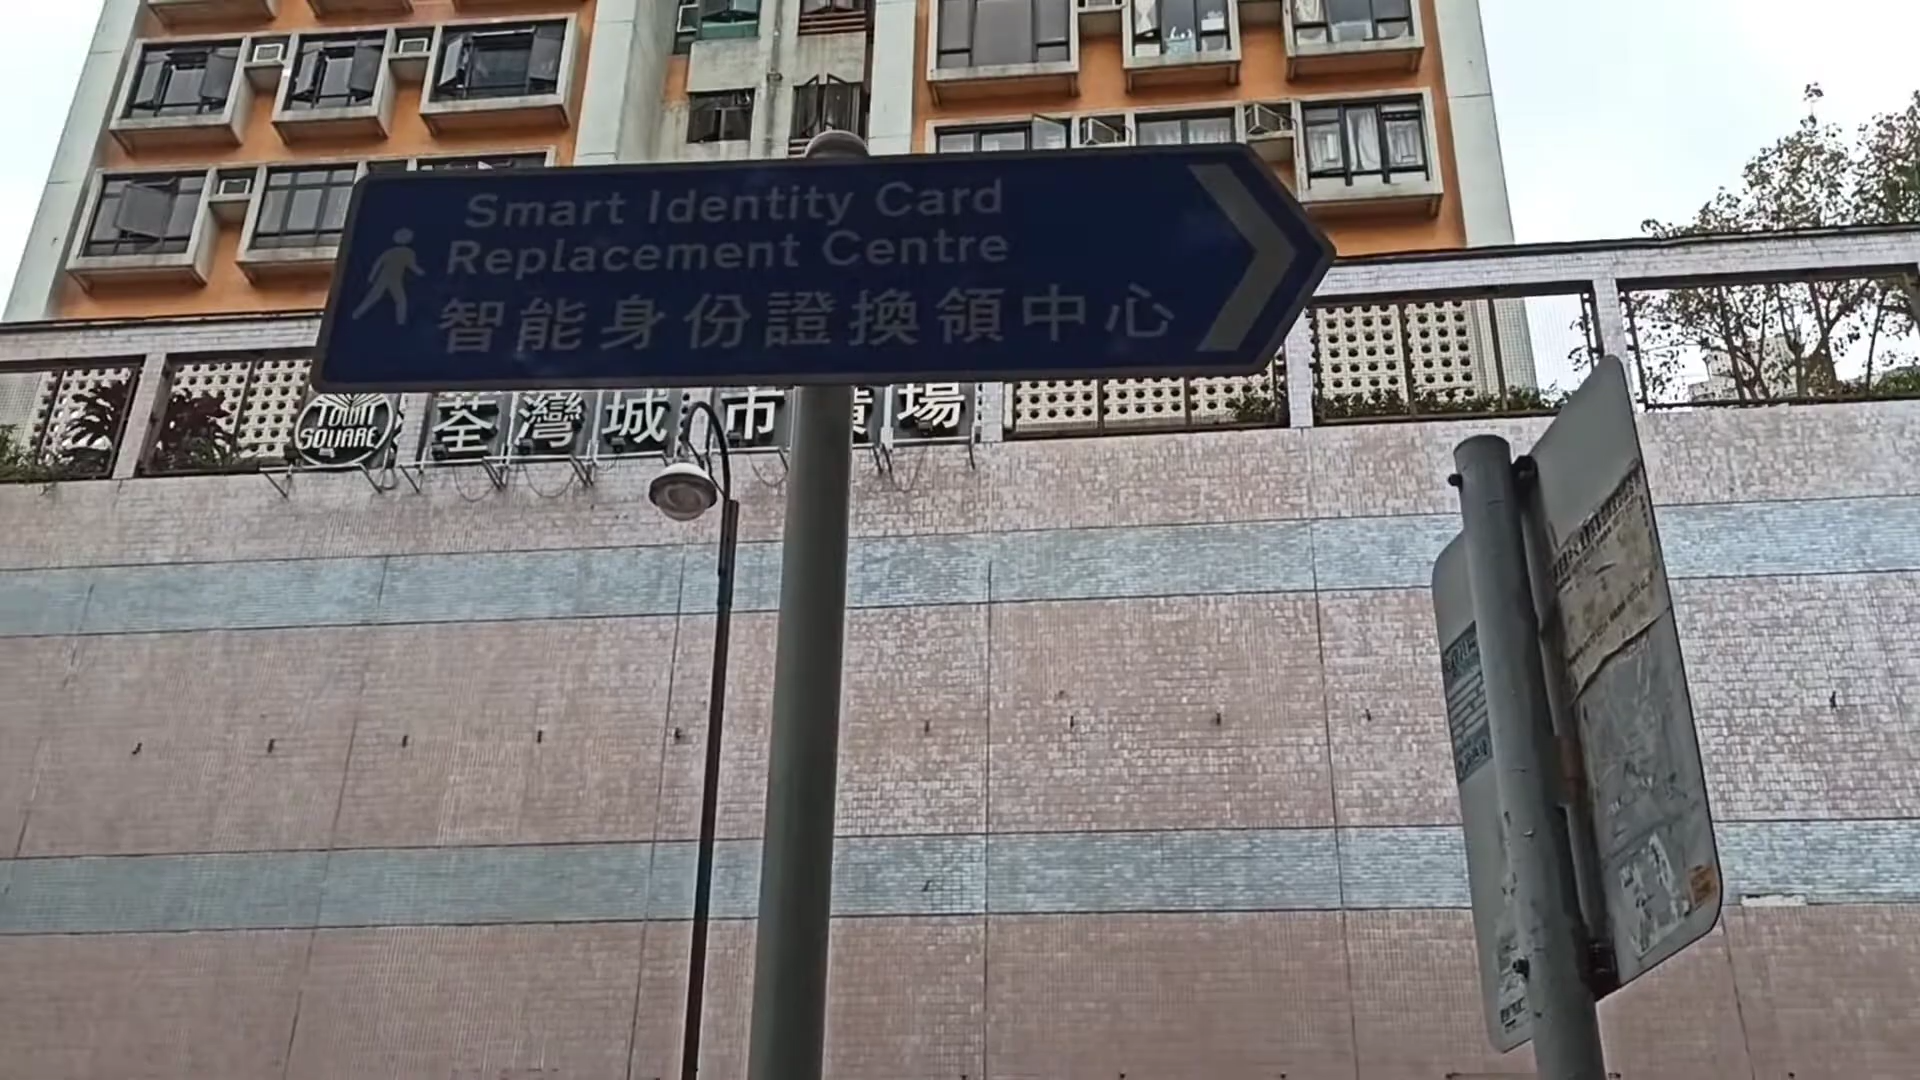 Smart Identity Card
Replacement Centre
智能身份證換領中心
TOWN
SQUARE
荃灣城市廣場